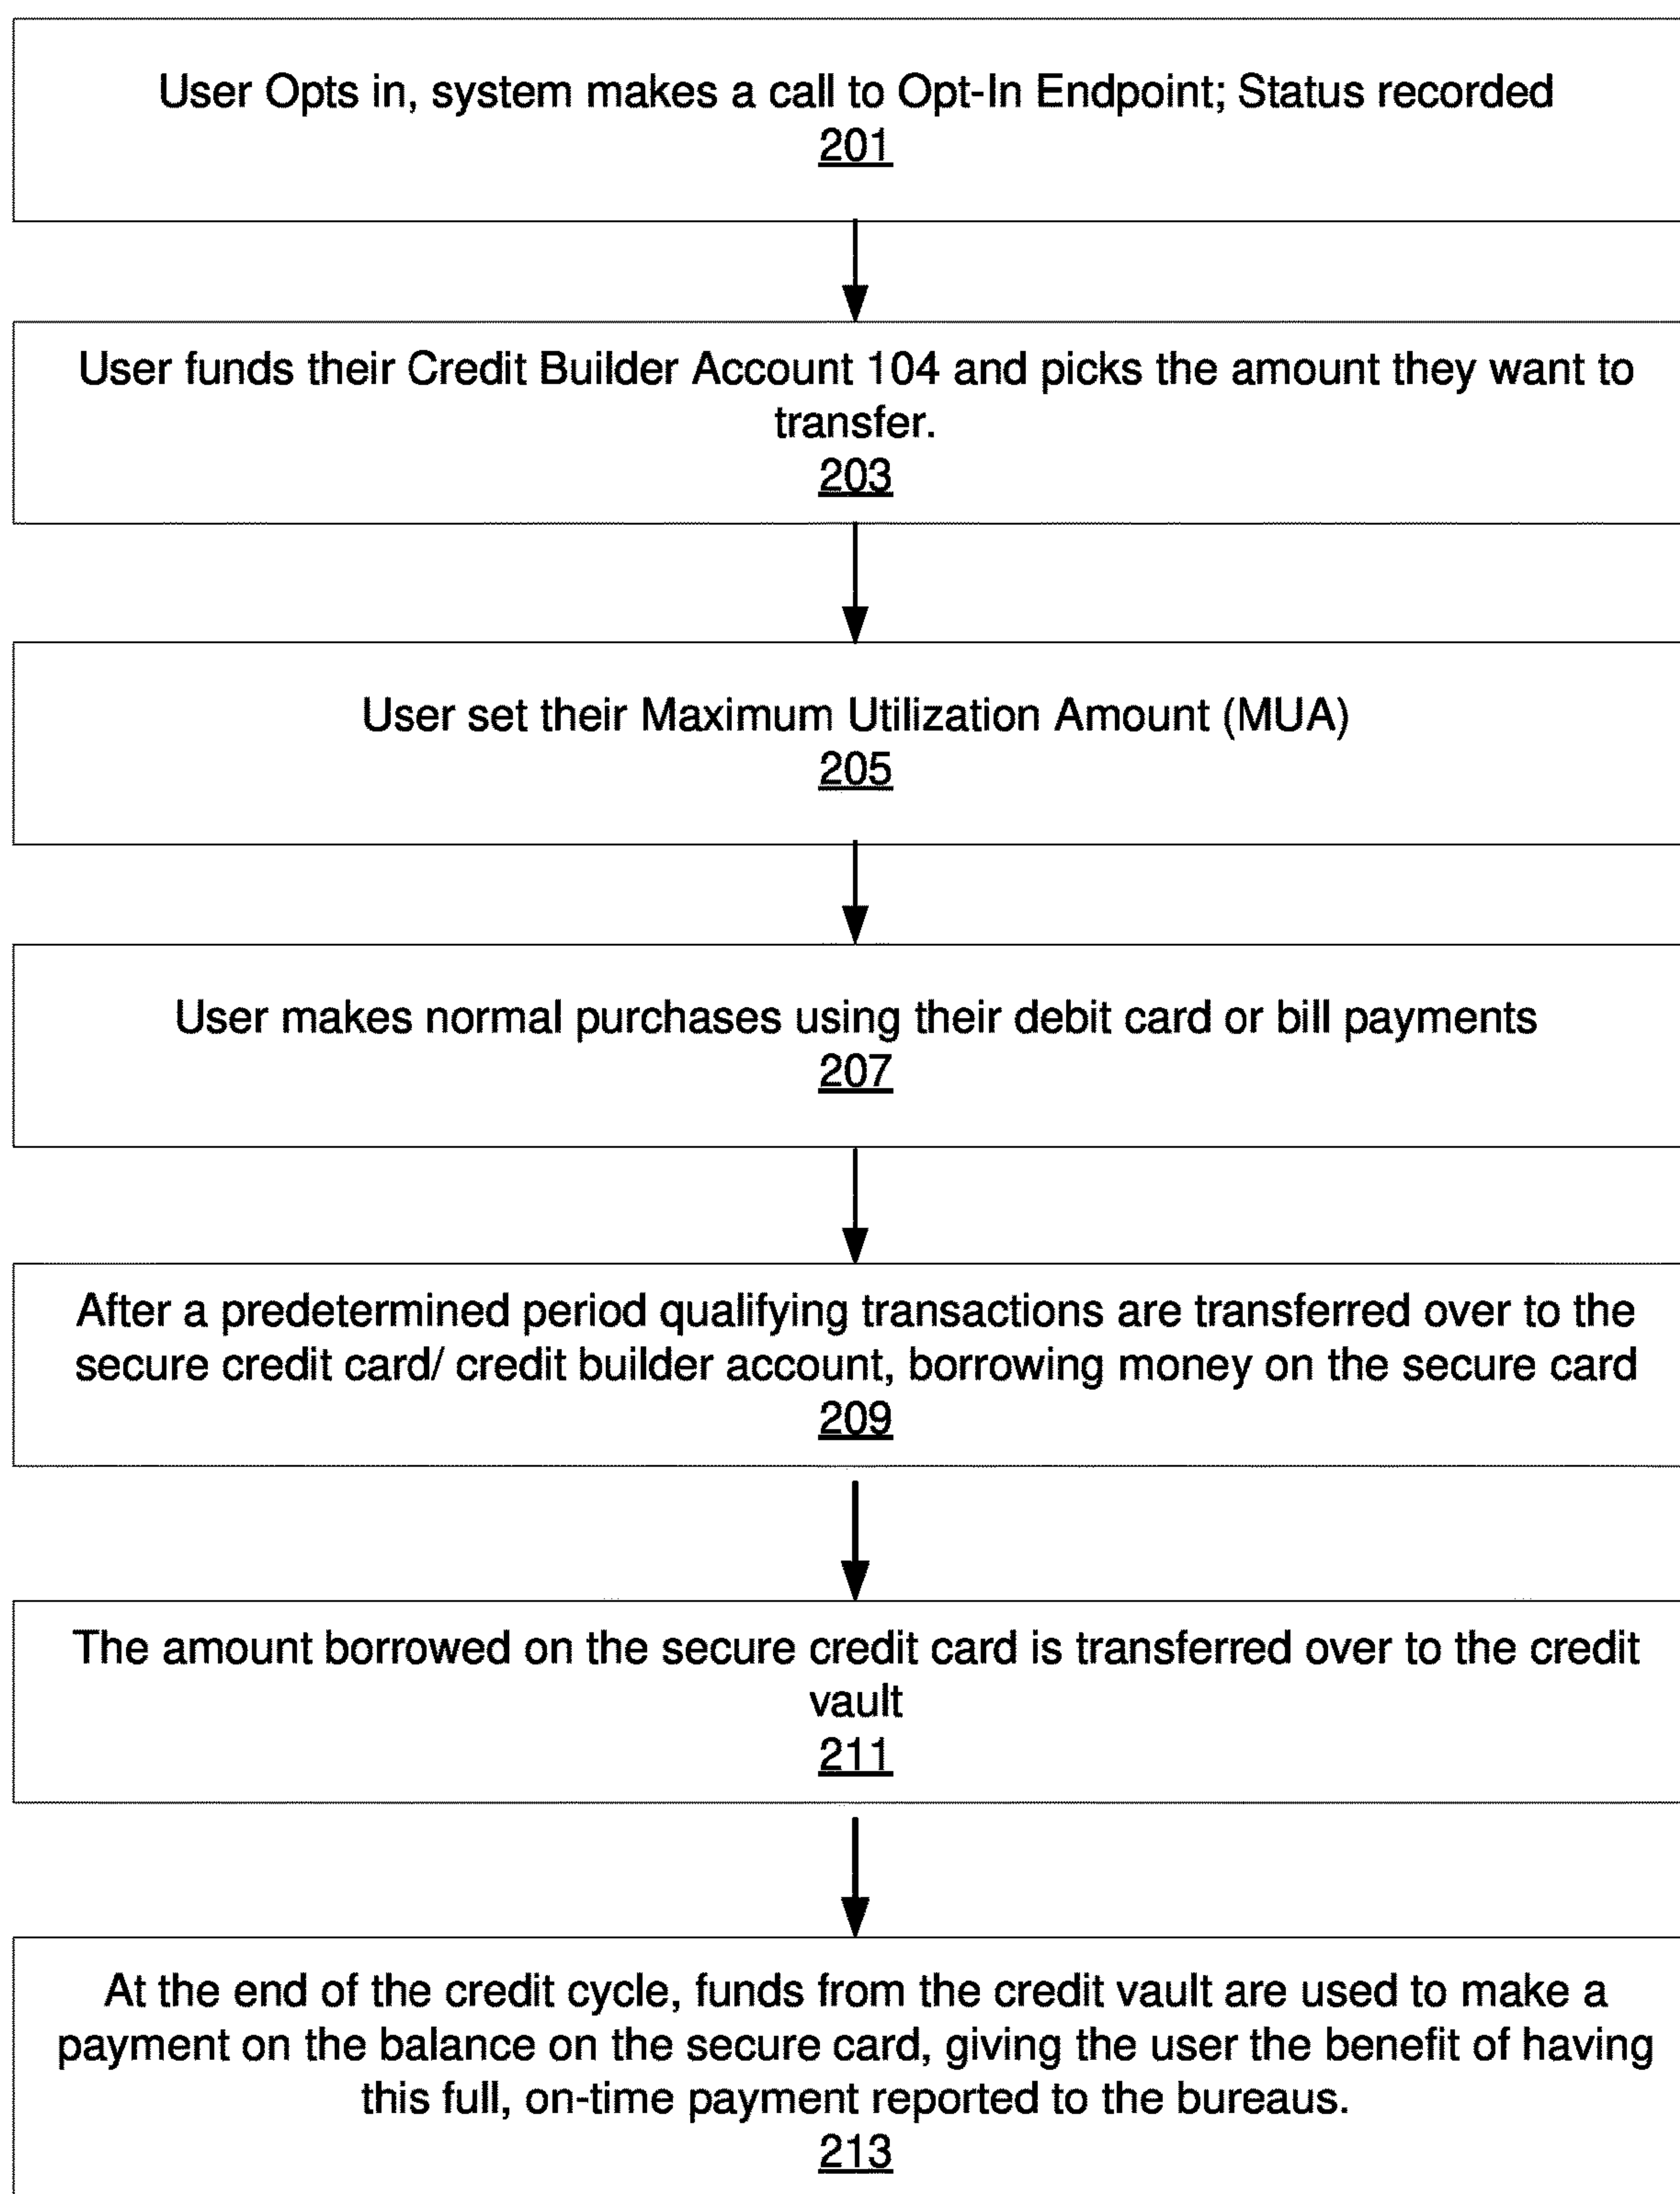 User Opts in, system makes a call to Opt-In Endpoint; Status recorded
201
User funds their Credit Builder Account 104 and picks the amount they want to
transfer.
203
User set their Maximum Utilization Amount (MUA)
205
User makes normal purchases using their debit card or bill payments
207
After a predetermined period qualifying transactions are transferred over to the
secure credit card/ credit builder account, borrowing money on the secure card
209
The amount borrowed on the secure credit card is transferred over to the credit
vault
211
At the end of the credit cycle, funds from the credit vault are used to make a
payment on the balance on the secure card, giving the user the benefit of having
this full, on-time payment reported to the bureaus.
213